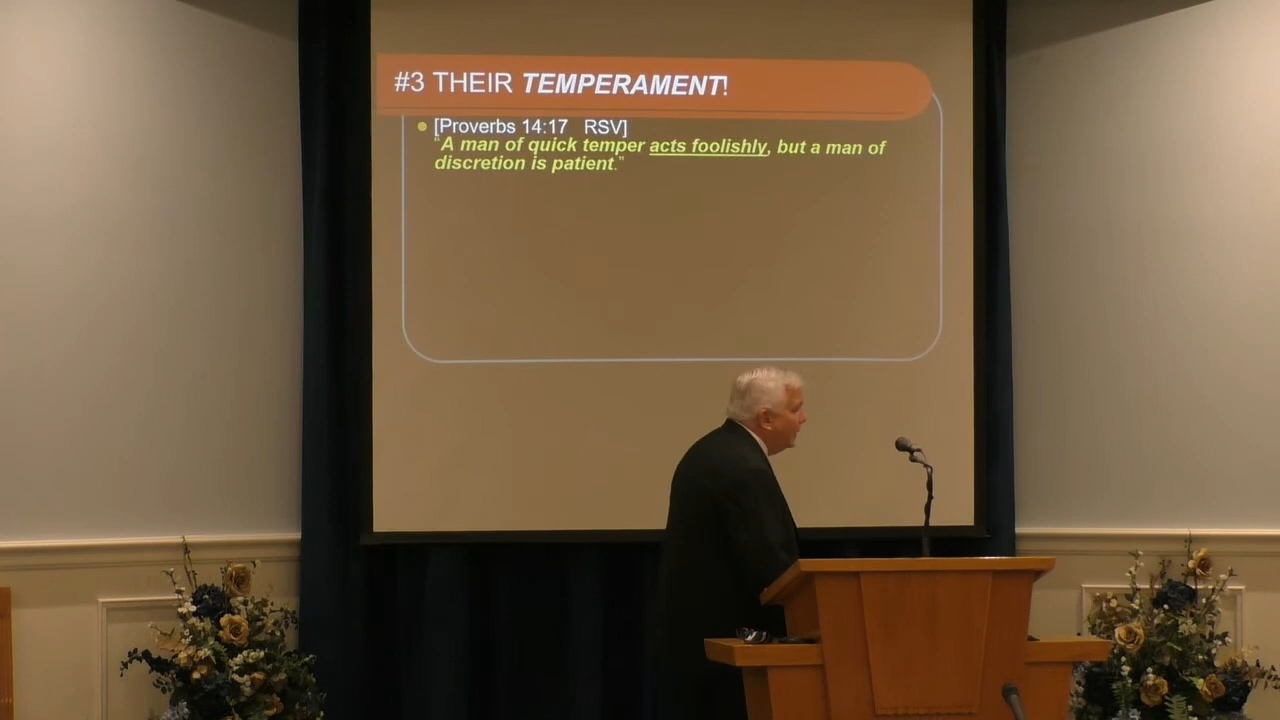 #3 THEIR TEMPERAMENT!
[Proverbs 14:17 RSV]
"A man of quick temper acts foolishly, but a man of
discretion is patient."